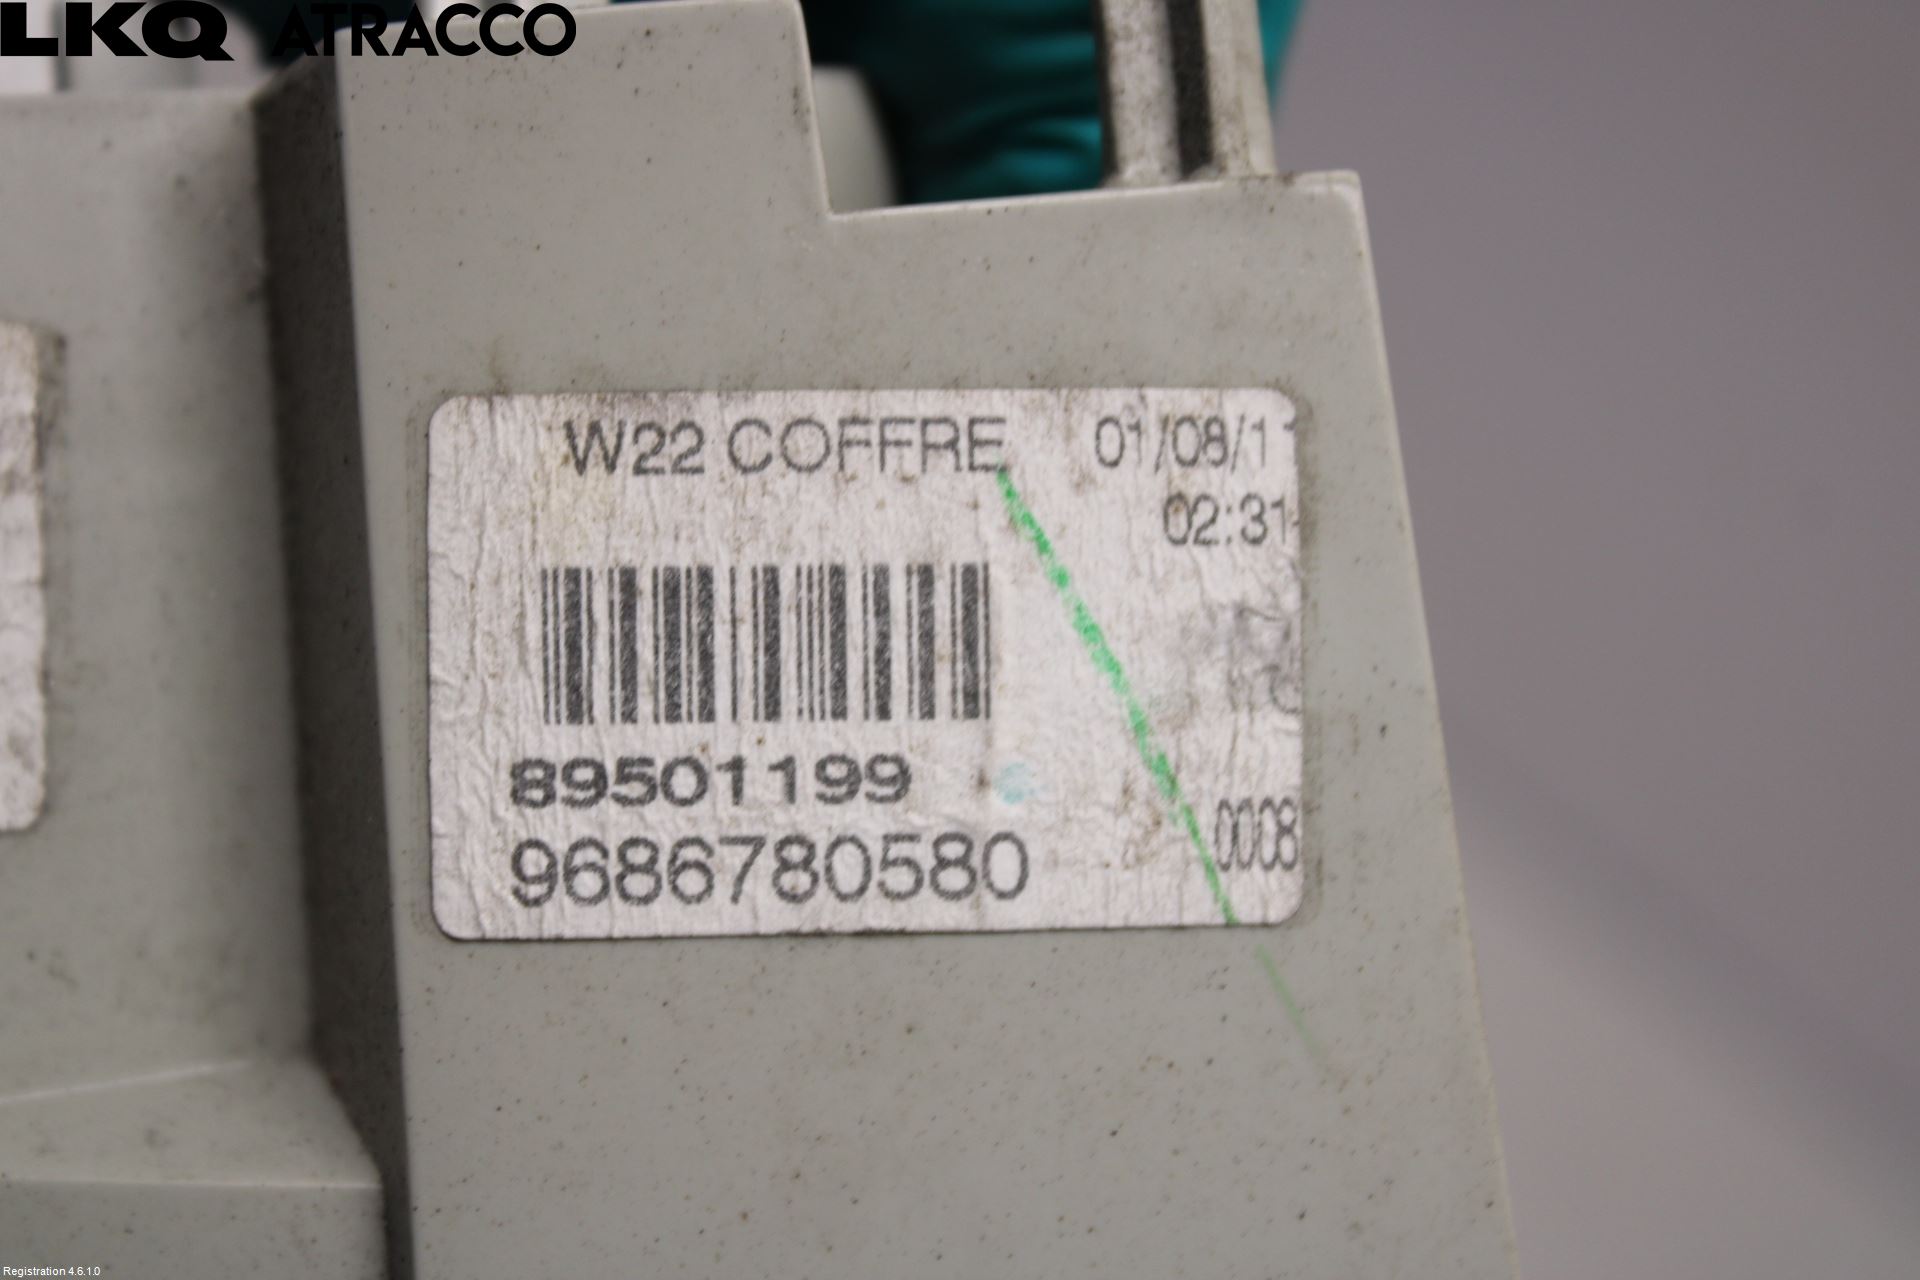 LKQ ATRACCO
W22 COFFRE 01/08/1
02:31
89501199
0008
9686780580
Registration 4.6.1.0